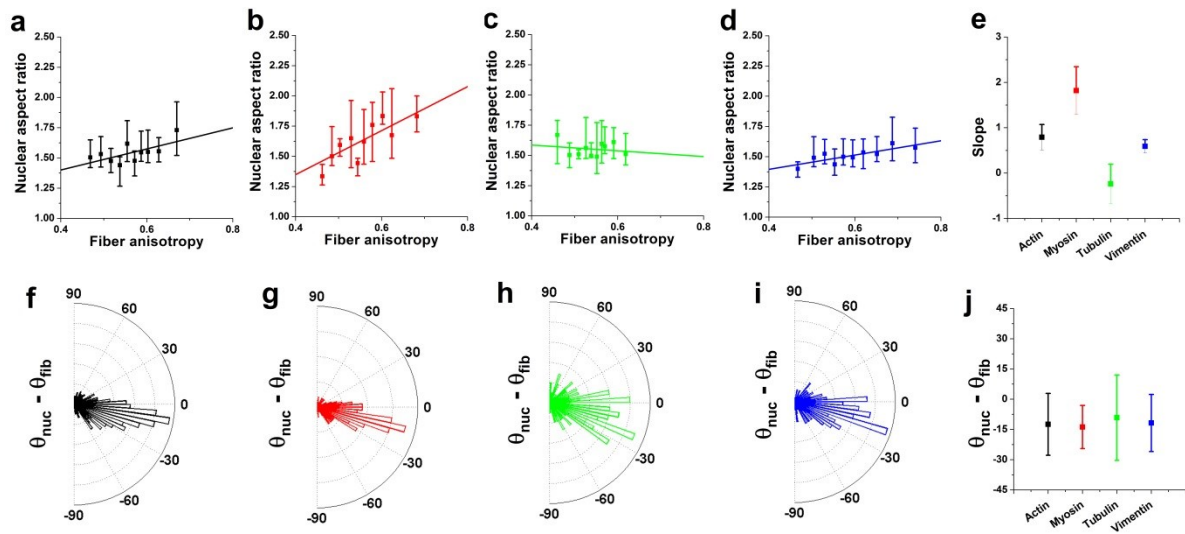 a
Nuclear aspect ratio
2.50
2.25
2.00
1.75
1.50
1.25
1.00
0.4 0.6 0.8
Fiber anisotropy
b
Nuclear aspect ratio
2.50
2.25
2.00
1.75
1.50
1.25
1.00
0.4 0.6 0.8
Fiber anisotropy
c
Nuclear aspect ratio
2.50
2.25
2.00
1.75
1.50
1.25
1.00
0.4 0.6 0.8
Fiber anisotropy
d
Nuclear aspect ratio
2.50
2.25
2.00
1.75
1.50
1.25
1.00
0.4 0.6 0.8
Fiber anisotropy
e
Slope
3
2
1
0
-1
Actin Myosin Tubulin Vimentin
f
θnuc - θfib
90
60
30
0
-30
-60
-90
g
θnuc - θfib
90
60
30
0
-30
-60
-90
h
θnuc - θfib
90
60
30
0
-30
-60
-90
i
θnuc - θfib
90
60
30
0
-30
-60
-90
j
θnuc - θfib
45
30
15
0
-15
-30
-45
Actin Myosin Tubulin Vimentin